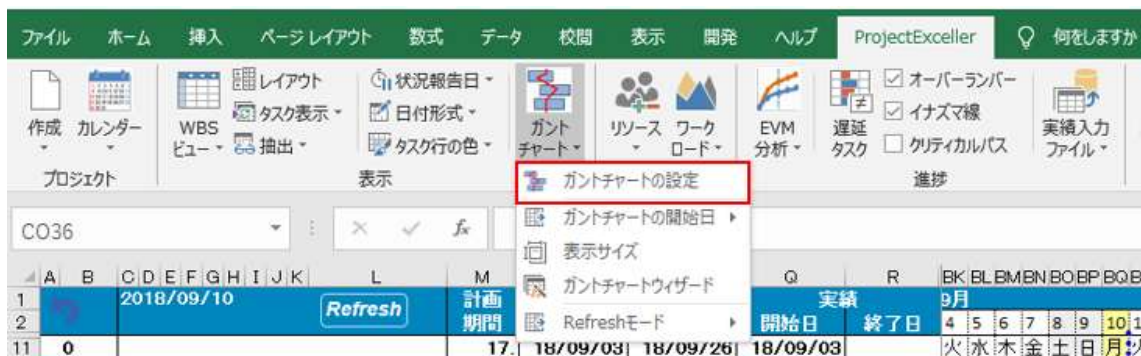 ファイル ホーム 挿入 ページ レイアウト 数式 データ 校閲 表示 開発 ヘルプ ProjectExceller 何をしますか
作成
カレンダー
プロジェクト
WBS
ビュー
レイアウト
タスク表示
抽出
状況報告日
日付形式
タスク行の色
表示
ガント
チャート
リソース
ワーク
ロード
EVM
分析
遅延
タスク
オーバーランバー
イナズマ線
クリティカルパス
実績入力
ファイル
進捗
ガントチャートの設定
ガントチャートの開始日
表示サイズ
ガントチャートウィザード
Refreshモード
CO36 fx
A B C D E F G H I J K L M Q R BK BL BM BN BO BP BQ
1 2018/09/10 Refresh 計画 実績 9月
2 期間 開始日 終了日 4 5 6 7 8 9 10
11 0 17. 18/09/03 18/09/26 18/09/03 火 水 木 金 土 日 月